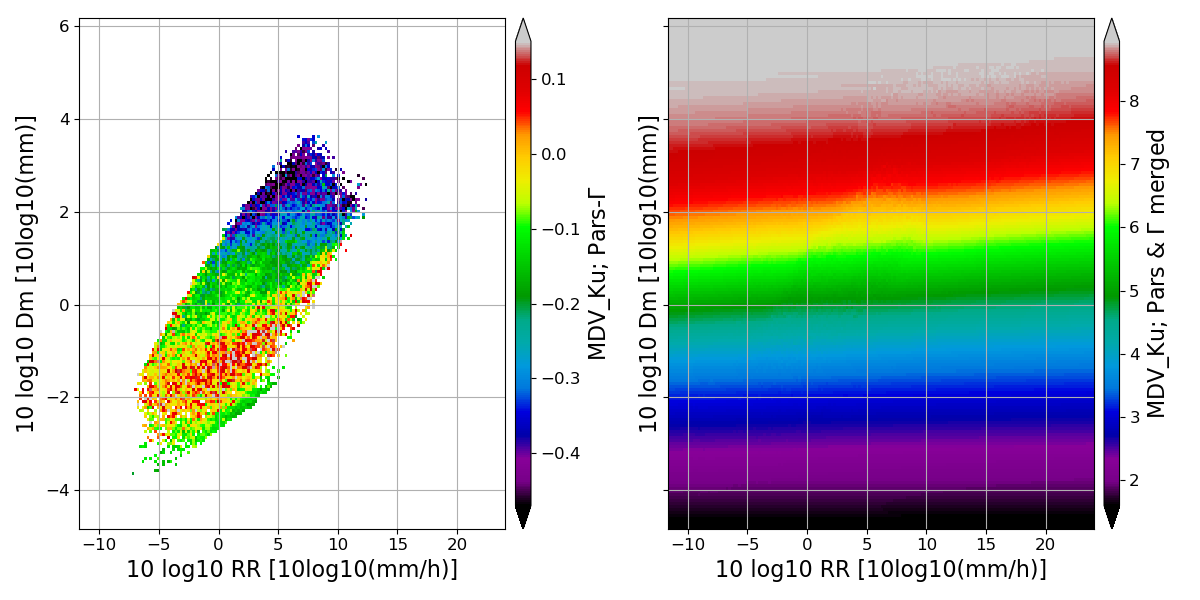 6
4
2
0
−2
−4
10 log10 Dm [10log10(mm)]
−10 −5 0 5 10 15 20
10 log10 RR [10log10(mm/h)]
0.1
0.0
−0.1
−0.2
−0.3
−0.4
MDV_Ku; Pars-Γ
10 log10 Dm [10log10(mm)]
−10 −5 0 5 10 15 20
10 log10 RR [10log10(mm/h)]
8
7
6
5
4
3
2
MDV_Ku; Pars & Γ merged